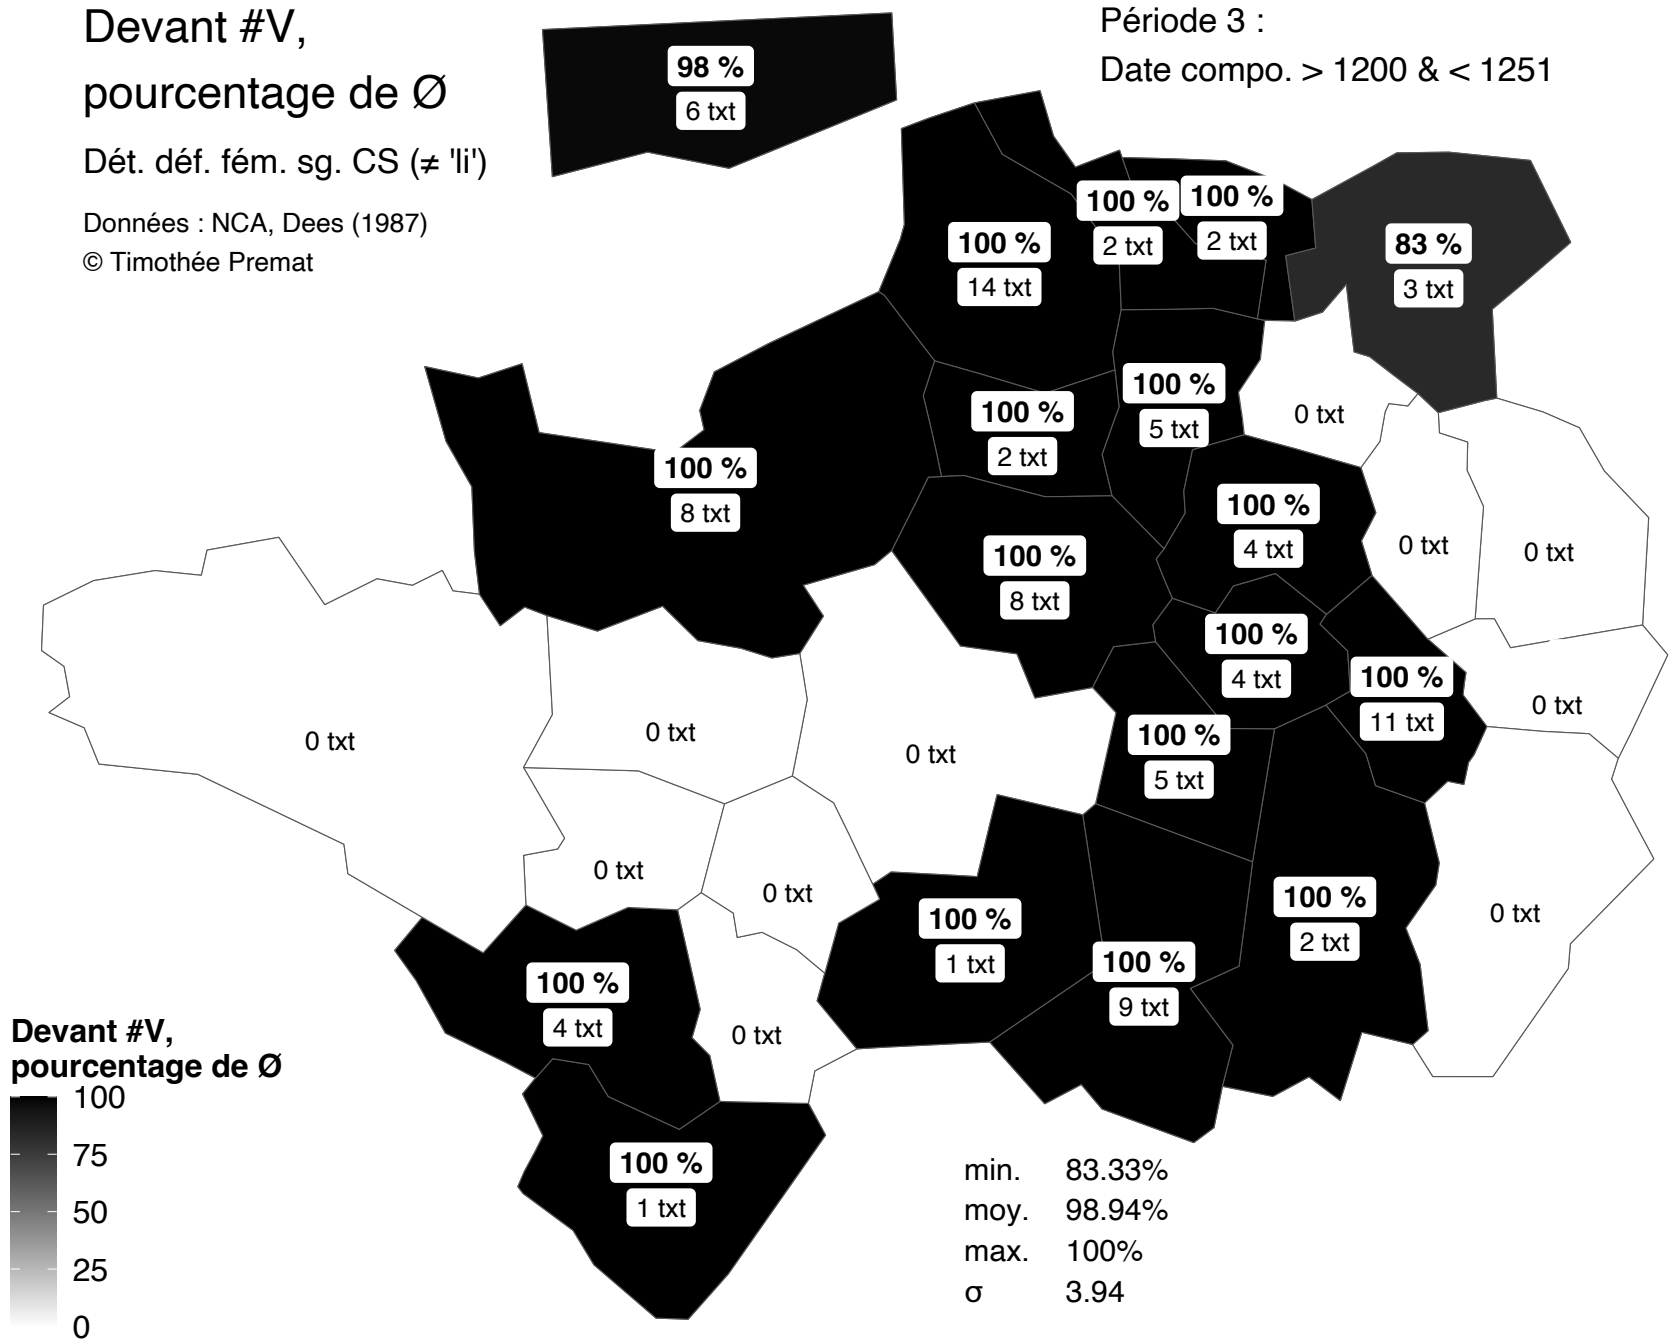 Devant #V,
pourcentage de Ø
Dét. déf. fém. sg. CS (≠ 'li')
Données : NCA, Dees (1987)
© Timothée Premat
Période 3 :
Date compo. > 1200 & < 1251
98 %
6 txt
100 %
2 txt
100 %
2 txt
100 %
14 txt
83 %
3 txt
100 %
5 txt
100 %
2 txt
0 txt
100 %
8 txt
100 %
4 txt
0 txt
0 txt
100 %
8 txt
100 %
4 txt
100 %
11 txt
0 txt
0 txt
0 txt
0 txt
100 %
5 txt
0 txt
0 txt
100 %
1 txt
100 %
2 txt
0 txt
100 %
9 txt
100 %
4 txt
0 txt
100 %
1 txt
Devant #V,
pourcentage de Ø
100
75
50
25
0
min. 83.33%
moy. 98.94%
max. 100%
σ 3.94